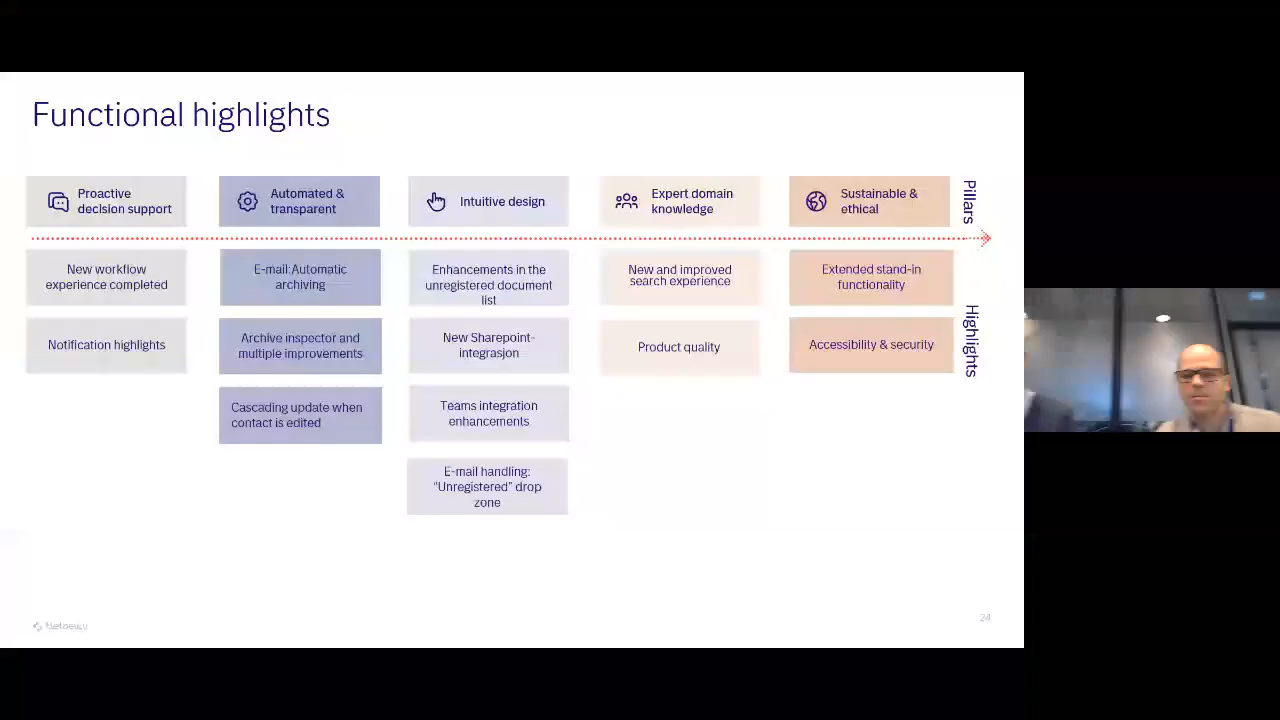 Functional highlights
Proactive
decision support
Automated &
transparent
Intuitive design
Expert domain
knowledge
Sustainable &
ethical
Pillars
New workflow
experience completed
E-mail:Automatic
archiving
Enhancements in the
unregistered document
list
New and improved
search experience
Extended stand-in
functionality
Highlights
Notification highlights
Archive inspector and
multiple improvements
New Sharepoint-
integrasjon
Product quality
Accessibility & security
Cascading update when
contact is edited
Teams integration
enhancements
E-mail handling:
"Unregistered" drop
zone
24